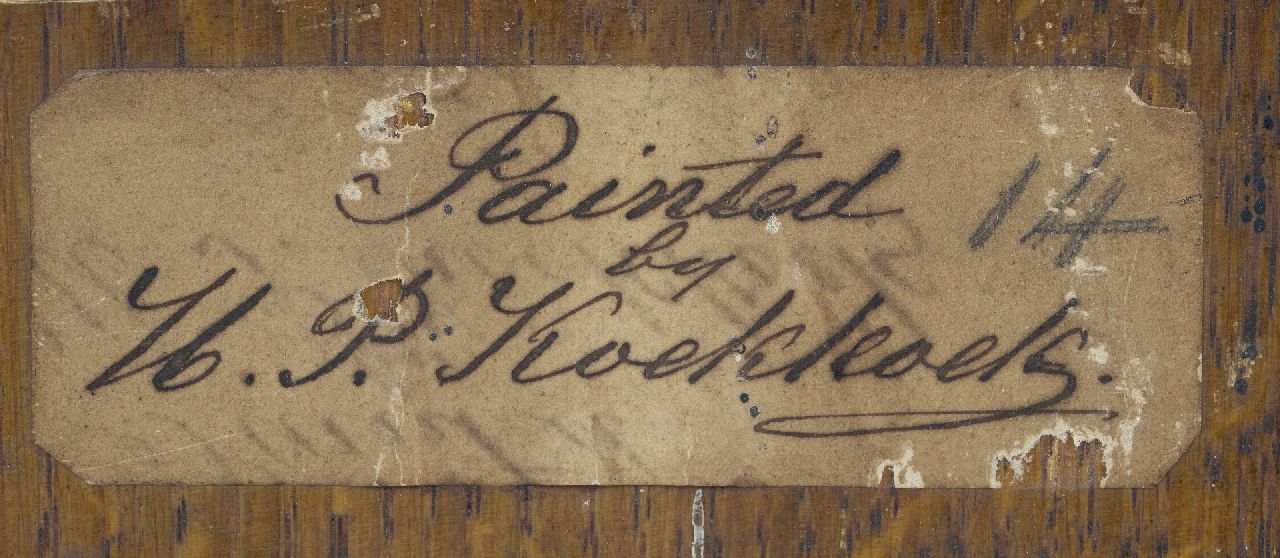 Painted 14
by
H. P. Koekkoek.